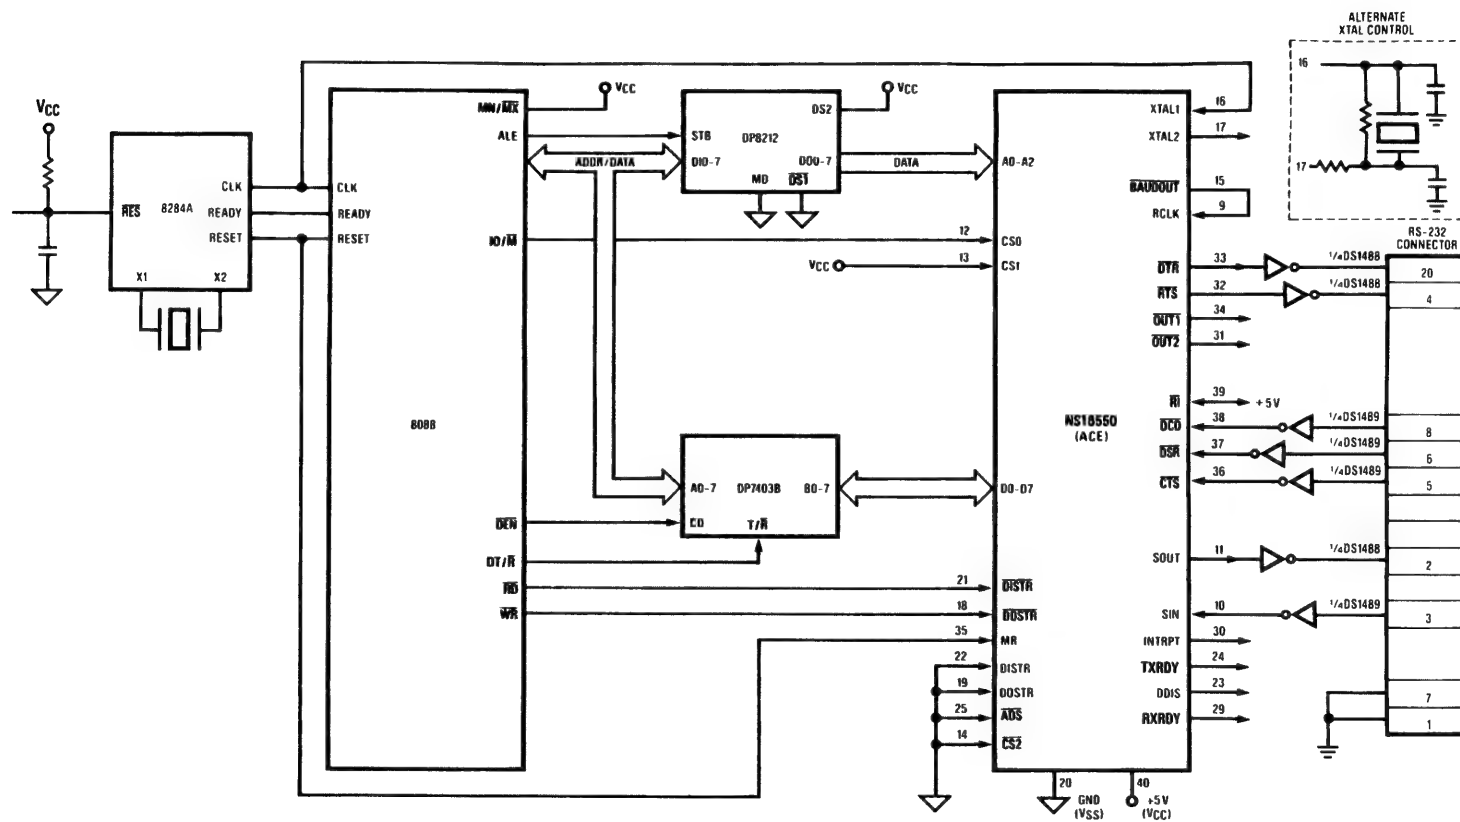 ALTERNATE
XTAL CONTROL
16
17
VCC
RES
8284A
CLK
READY
RESET
X1
X2
CLK
READY
RESET
8088
MN/MX
ALE
IO/M
DEN
DT/R
RD
WR
VCC
ADDR/DATA
STB
DS2
DP8212
DIO-7
DOU-7
MD
DS1
VCC
DATA
VCC
A0-7
DP7403B
B0-7
CD
T/R
12
13
21
18
35
22
19
25
14
A0-A2
CS0
CS1
D0-D7
DISTR
DOSTR
MR
DISTR
DOSTR
ADS
CS2
NS16550
(ACE)
XTAL1
XTAL2
BAUDOUT
RCLK
DTR
RTS
OUT1
OUT2
RI
DCD
DSR
CTS
SOUT
SIN
INTRPT
TXRDY
DDIS
RXRDY
16
17
15
9
33
32
34
31
39
+5V
38
37
36
11
10
30
24
23
29
20
GND
(VSS)
40
+5V
(VCC)
RS-232
CONNECTOR
1/4DS1488
20
1/4DS1488
4
1/4DS1489
8
1/4DS1489
6
1/4DS1489
5
1/4DS1488
2
1/4DS1489
3
7
1